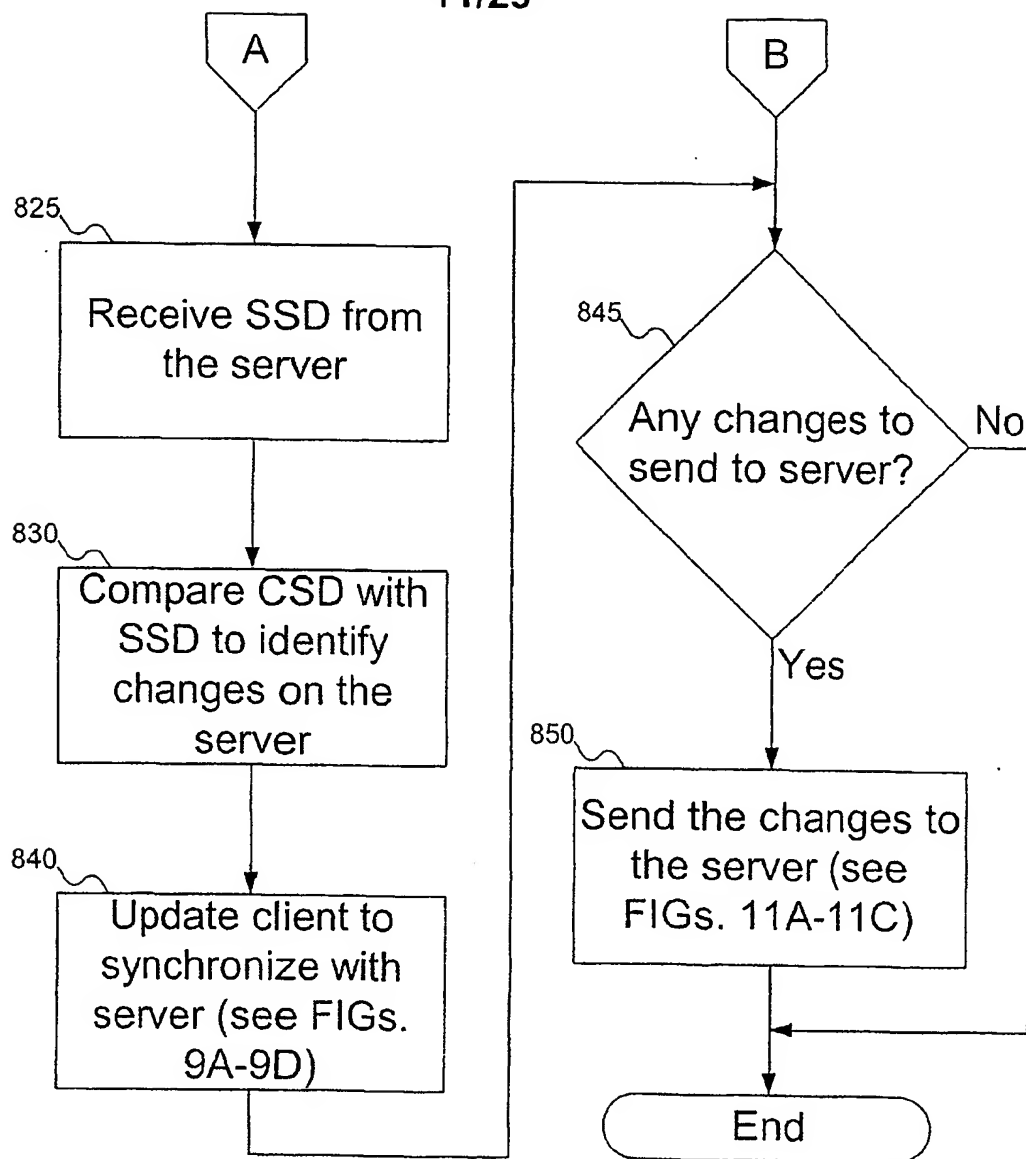 A
825
Receive SSD from
the server
830
Compare CSD with
SSD to identify
changes on the
server
840
Update client to
synchronize with
server (see FIGs.
9A-9D)
B
845
Any changes to
send to server?
No
Yes
850
Send the changes to
the server (see
FIGs. 11A-11C)
End